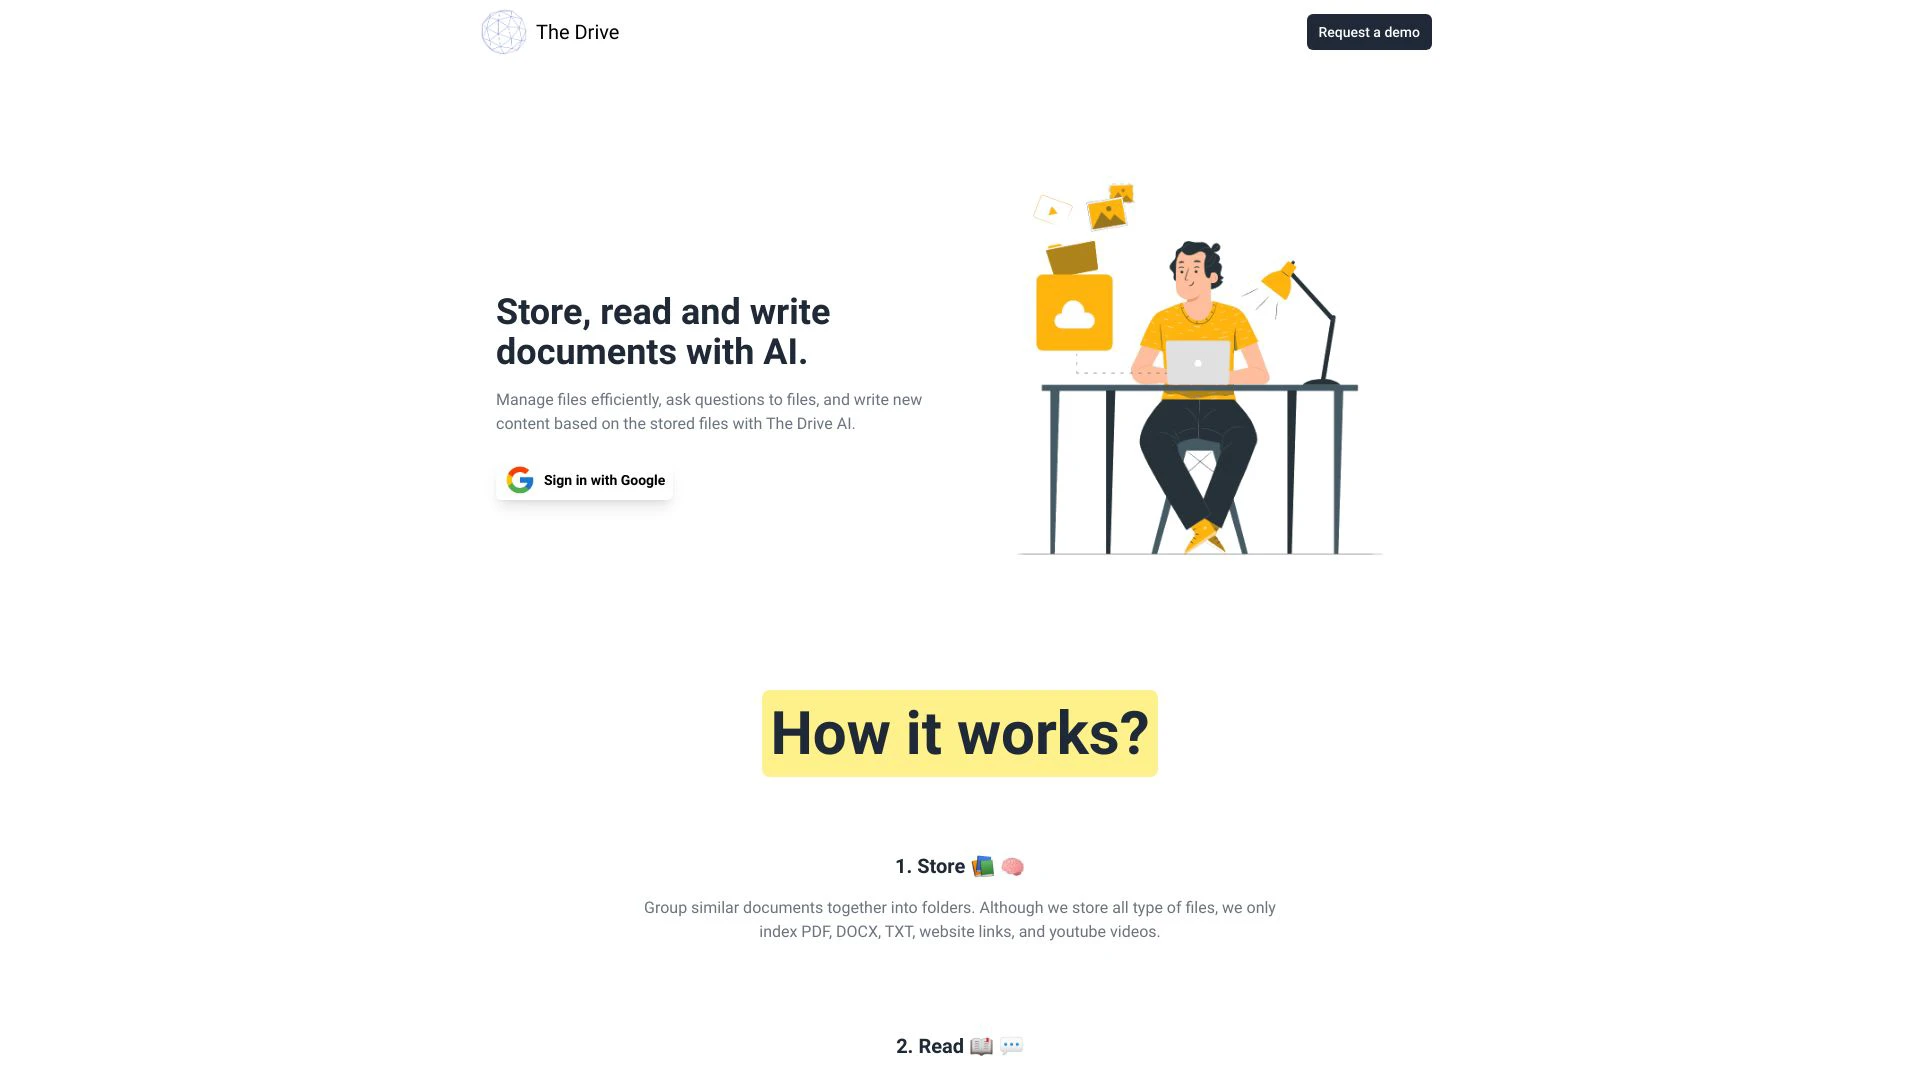 The Drive
Request a demo
Store, read and write
documents with AI.
Manage files efficiently, ask questions to files, and write new
content based on the stored files with The Drive AI.
Sign in with Google
How it works?
1. Store 📚 🧠
Group similar documents together into folders. Although we store all type of files, we only
index PDF, DOCX, TXT, website links, and youtube videos.
2. Read 📖 💬